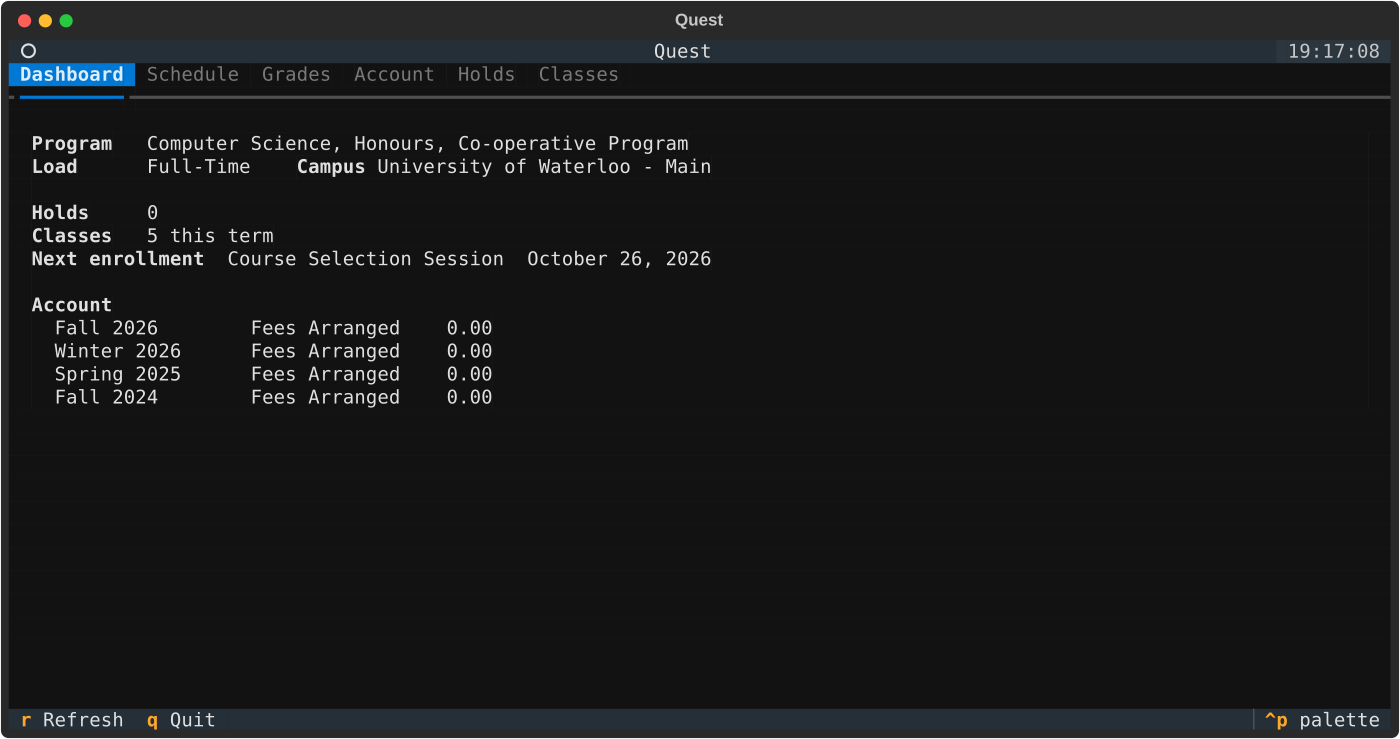 Quest
Quest 19:17:08
Dashboard Schedule Grades Account Holds Classes
Program Computer Science, Honours, Co-operative Program
Load Full-Time Campus University of Waterloo - Main
Holds 0
Classes 5 this term
Next enrollment Course Selection Session October 26, 2026
Account
Fall 2026 Fees Arranged 0.00
Winter 2026 Fees Arranged 0.00
Spring 2025 Fees Arranged 0.00
Fall 2024 Fees Arranged 0.00
r Refresh q Quit ^p palette